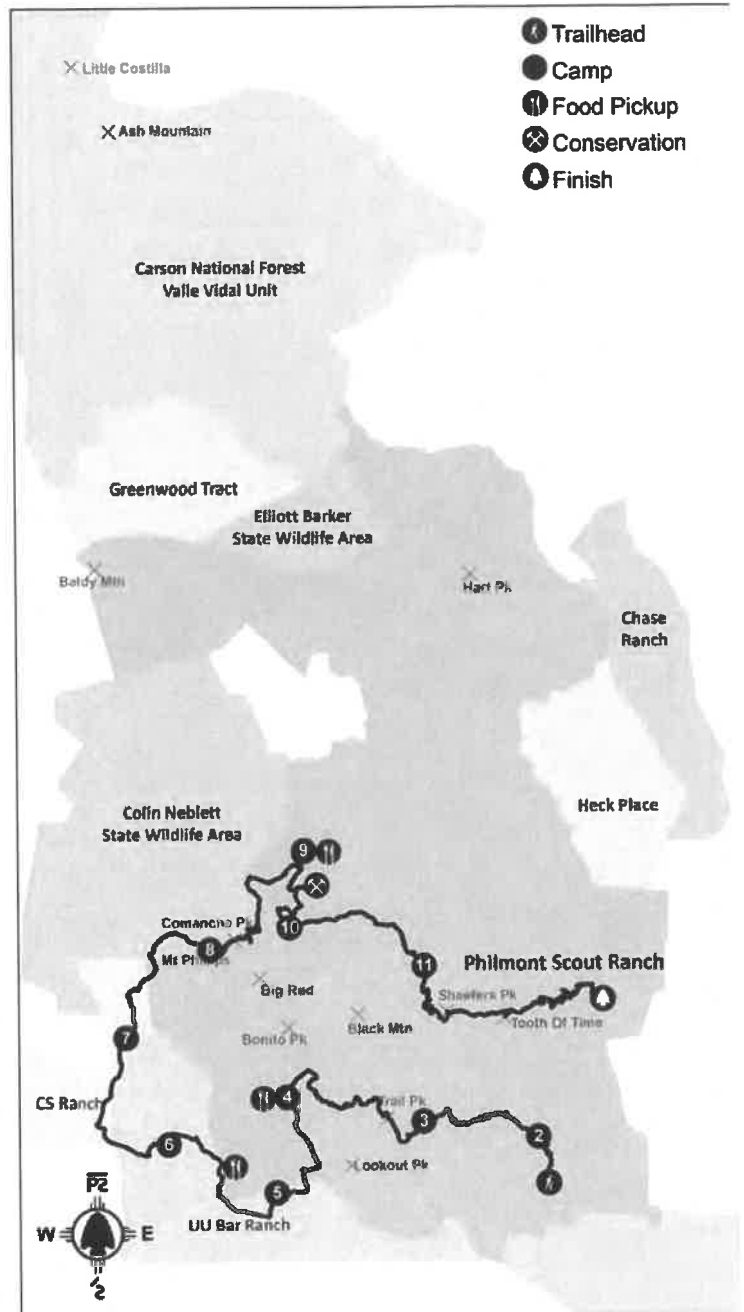 Trailhead
Camp
Food Pickup
Conservation
Finish
Little Costilla
Ash Mountain
Carson National Forest
Valle Vidal Unit
Greenwood Tract
Elliott Barker
State Wildlife Area
Baldy Mtn
Hart Pk
Chase
Ranch
Heck Place
Colin Neblett
State Wildlife Area
9
Comanche Pk
10
8
Mt Phillips
11
Philmont Scout Ranch
Big Red
Shaefers Pk
Bonito Pk
Black Mtn
Tooth Of Time
7
CS Ranch
4
Trail Pk
3
2
6
Lookout Pk
5
UU Bar Ranch
W
E